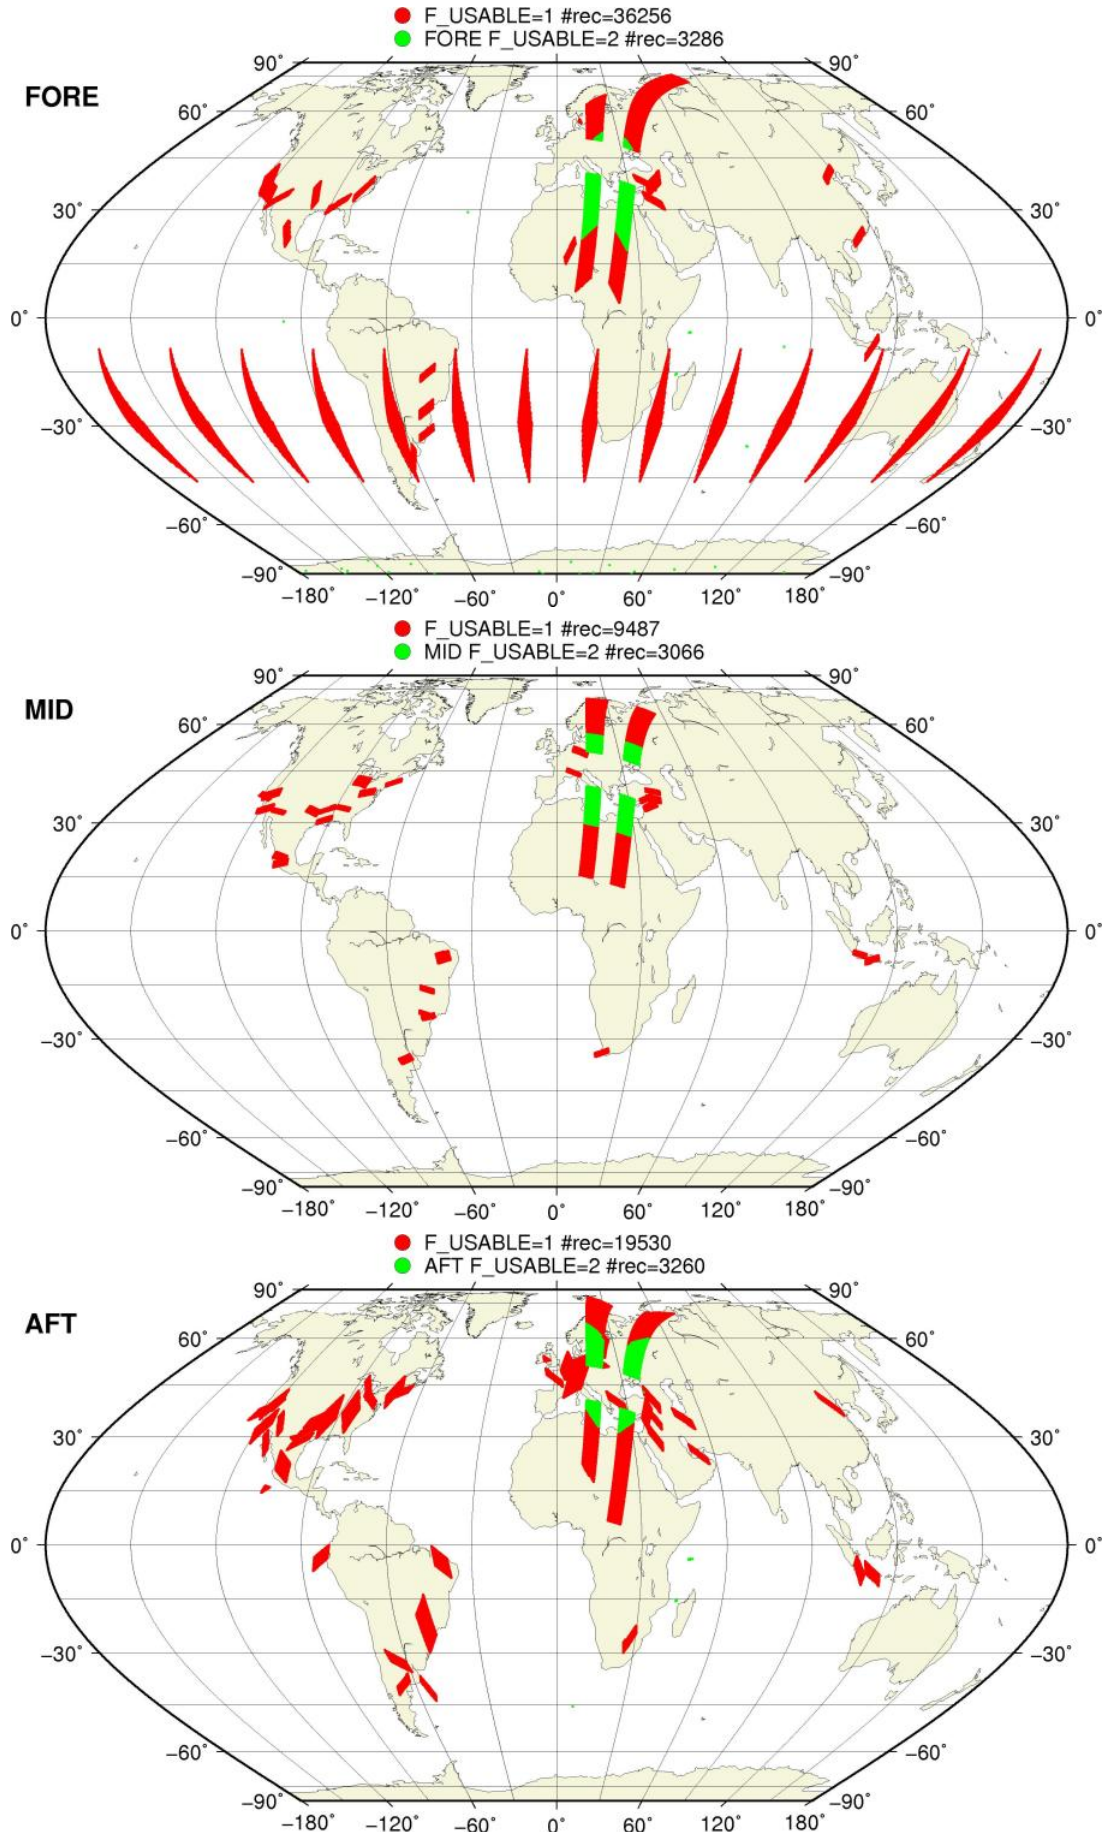 F_USABLE=1 #rec=36256
FORE F_USABLE=2 #rec=3286
FORE
90˚ 90˚
60˚ 60˚
30˚ 30˚
0˚ 0˚
−30˚ −30˚
−60˚ −60˚
−90˚ −90˚
−180˚ −120˚ −60˚ 0˚ 60˚ 120˚ 180˚
F_USABLE=1 #rec=9487
MID F_USABLE=2 #rec=3066
MID
90˚ 90˚
60˚ 60˚
30˚ 30˚
0˚ 0˚
−30˚ −30˚
−60˚ −60˚
−90˚ −90˚
−180˚ −120˚ −60˚ 0˚ 60˚ 120˚ 180˚
F_USABLE=1 #rec=19530
AFT F_USABLE=2 #rec=3260
AFT
90˚ 90˚
60˚ 60˚
30˚ 30˚
0˚ 0˚
−30˚ −30˚
−60˚ −60˚
−90˚ −90˚
−180˚ −120˚ −60˚ 0˚ 60˚ 120˚ 180˚